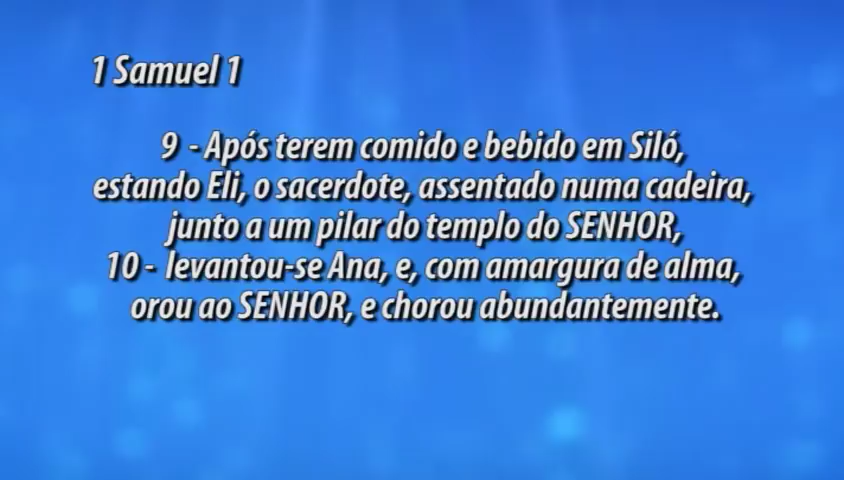 1 Samuel 1
9 - Após terem comido e bebido em Siló,
estando Eli, o sacerdote, assentado numa cadeira,
junto a um pilar do templo do SENHOR,
10 - levantou-se Ana, e, com amargura de alma,
orou ao SENHOR, e chorou abundantemente.